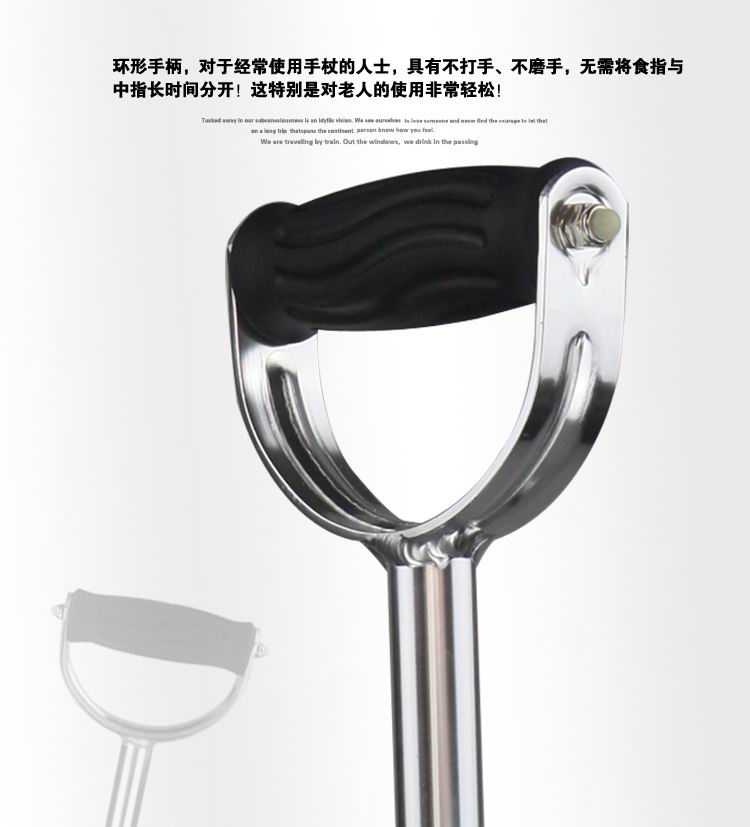 环形手柄，对于经常使用手杖的人士，具有不打手、不磨手，无需将食指与
中指长时间分开！这特别是对老人的使用非常轻松！
Tucked away in our subconsciousness is an idyllic vision. We see ourselves to love someone and never find the courage to let that
on a long trip thatspans the continent. person know how you feel.
We are traveling by train. Out the windows, we drink in the passing